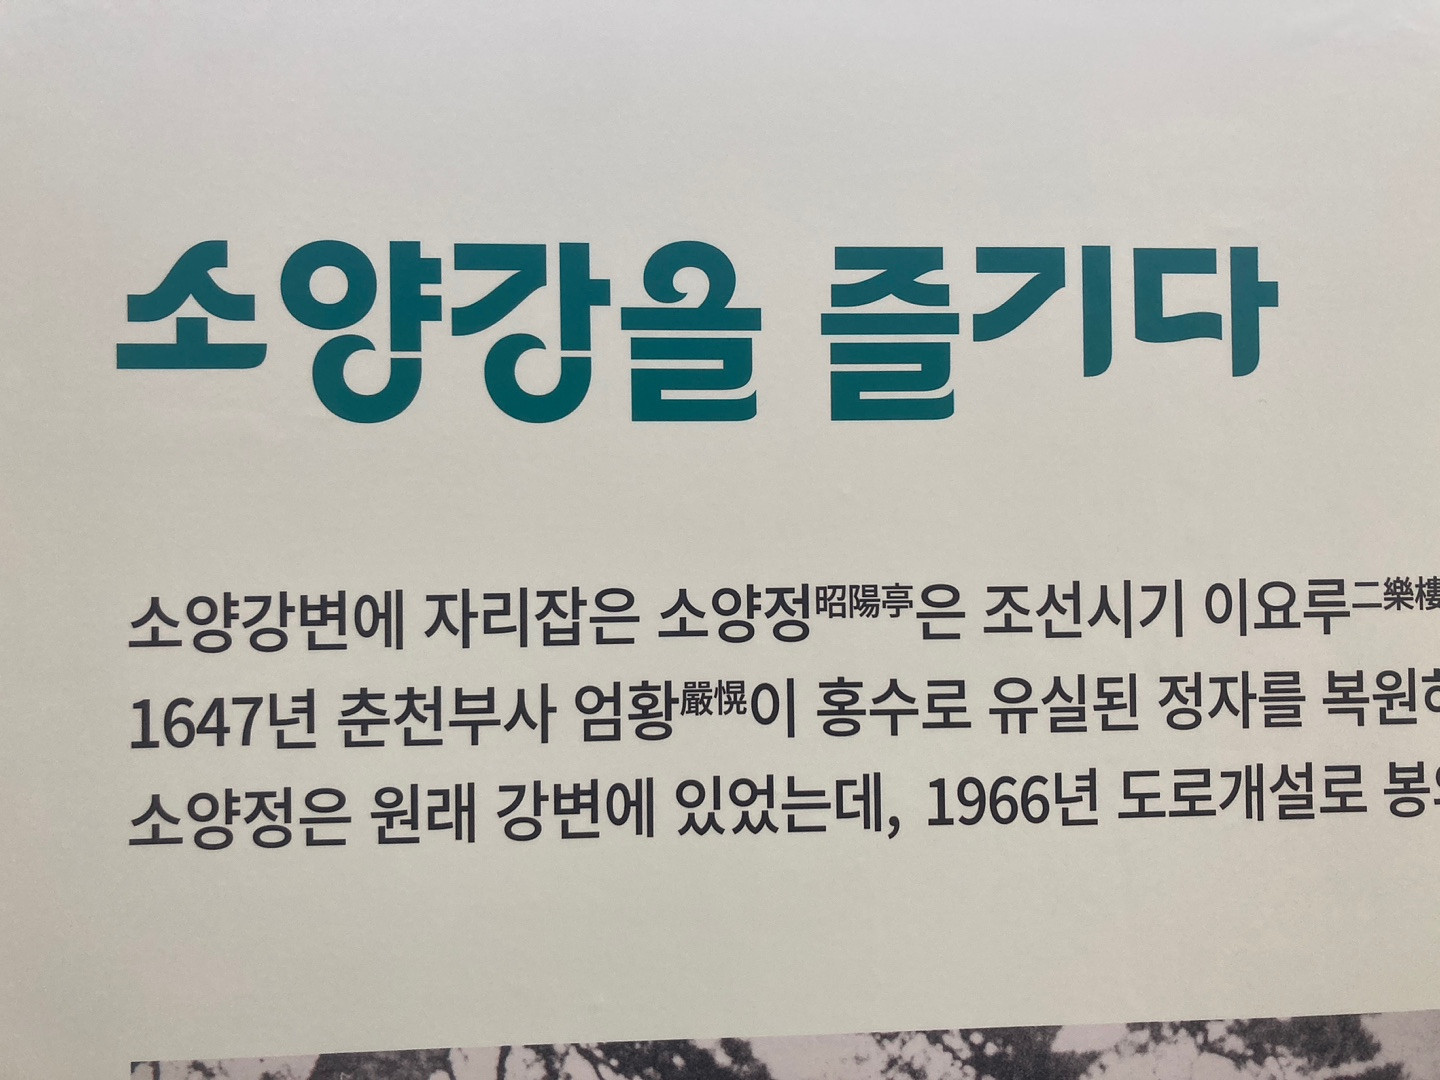 소양강을 즐기다
소양강변에 자리잡은 소양정昭陽亭은 조선시기 이요루二樂樓
1647년 춘천부사 엄황嚴愰이 홍수로 유실된 정자를 복원하
소양정은 원래 강변에 있었는데, 1966년 도로개설로 봉의